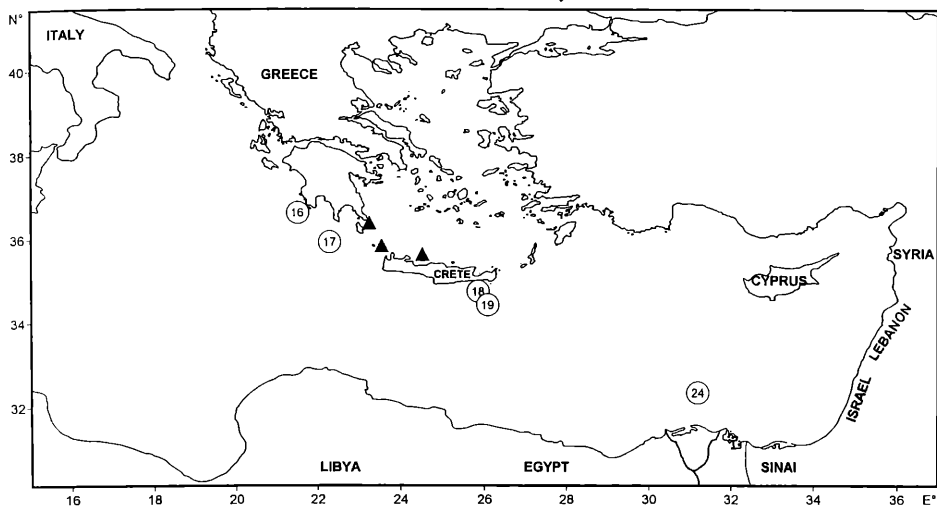 N°
ITALY
GREECE
40
38
16
36
17
SYRIA
CRETE
CYPRUS
18
19
34
LEBANON
ISRAEL
24
32
LIBYA
EGYPT
SINAI
16 18 20 22 24 26 28 30 32 34 36 E°